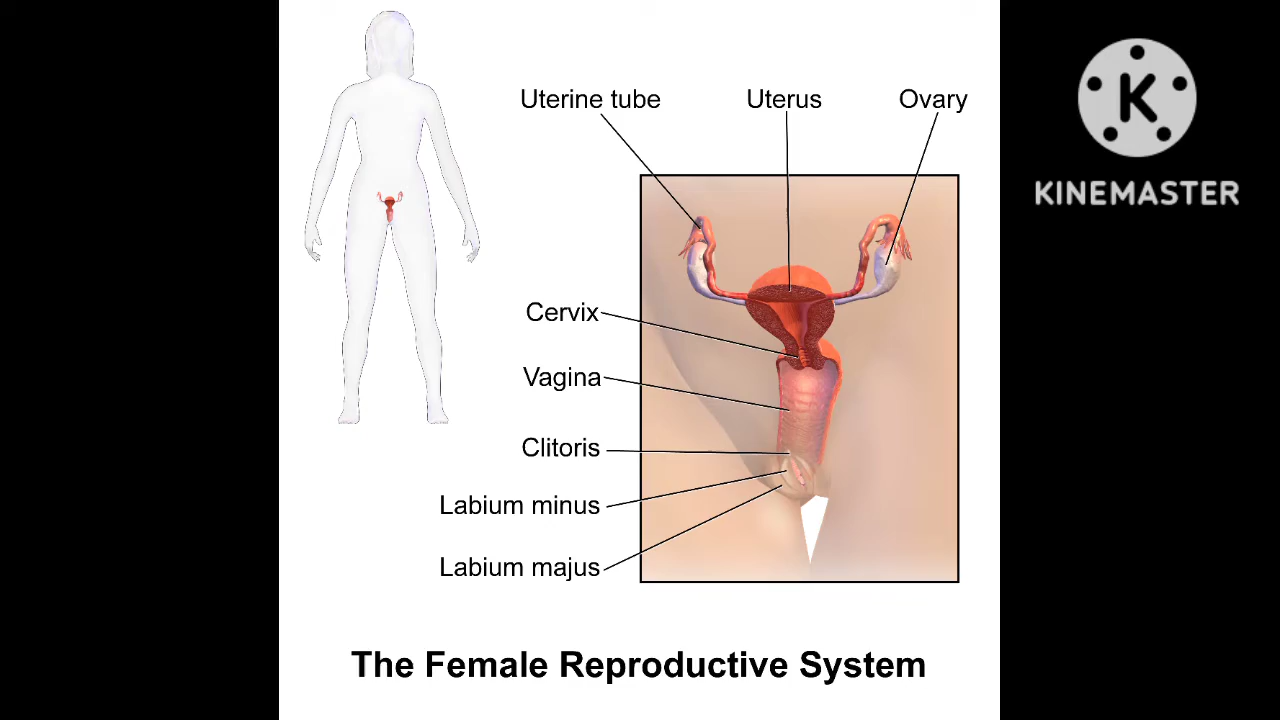 Uterine tube
Uterus
Ovary
K
KINEMASTER
Cervix
Vagina
Clitoris
Labium minus
Labium majus
The Female Reproductive System